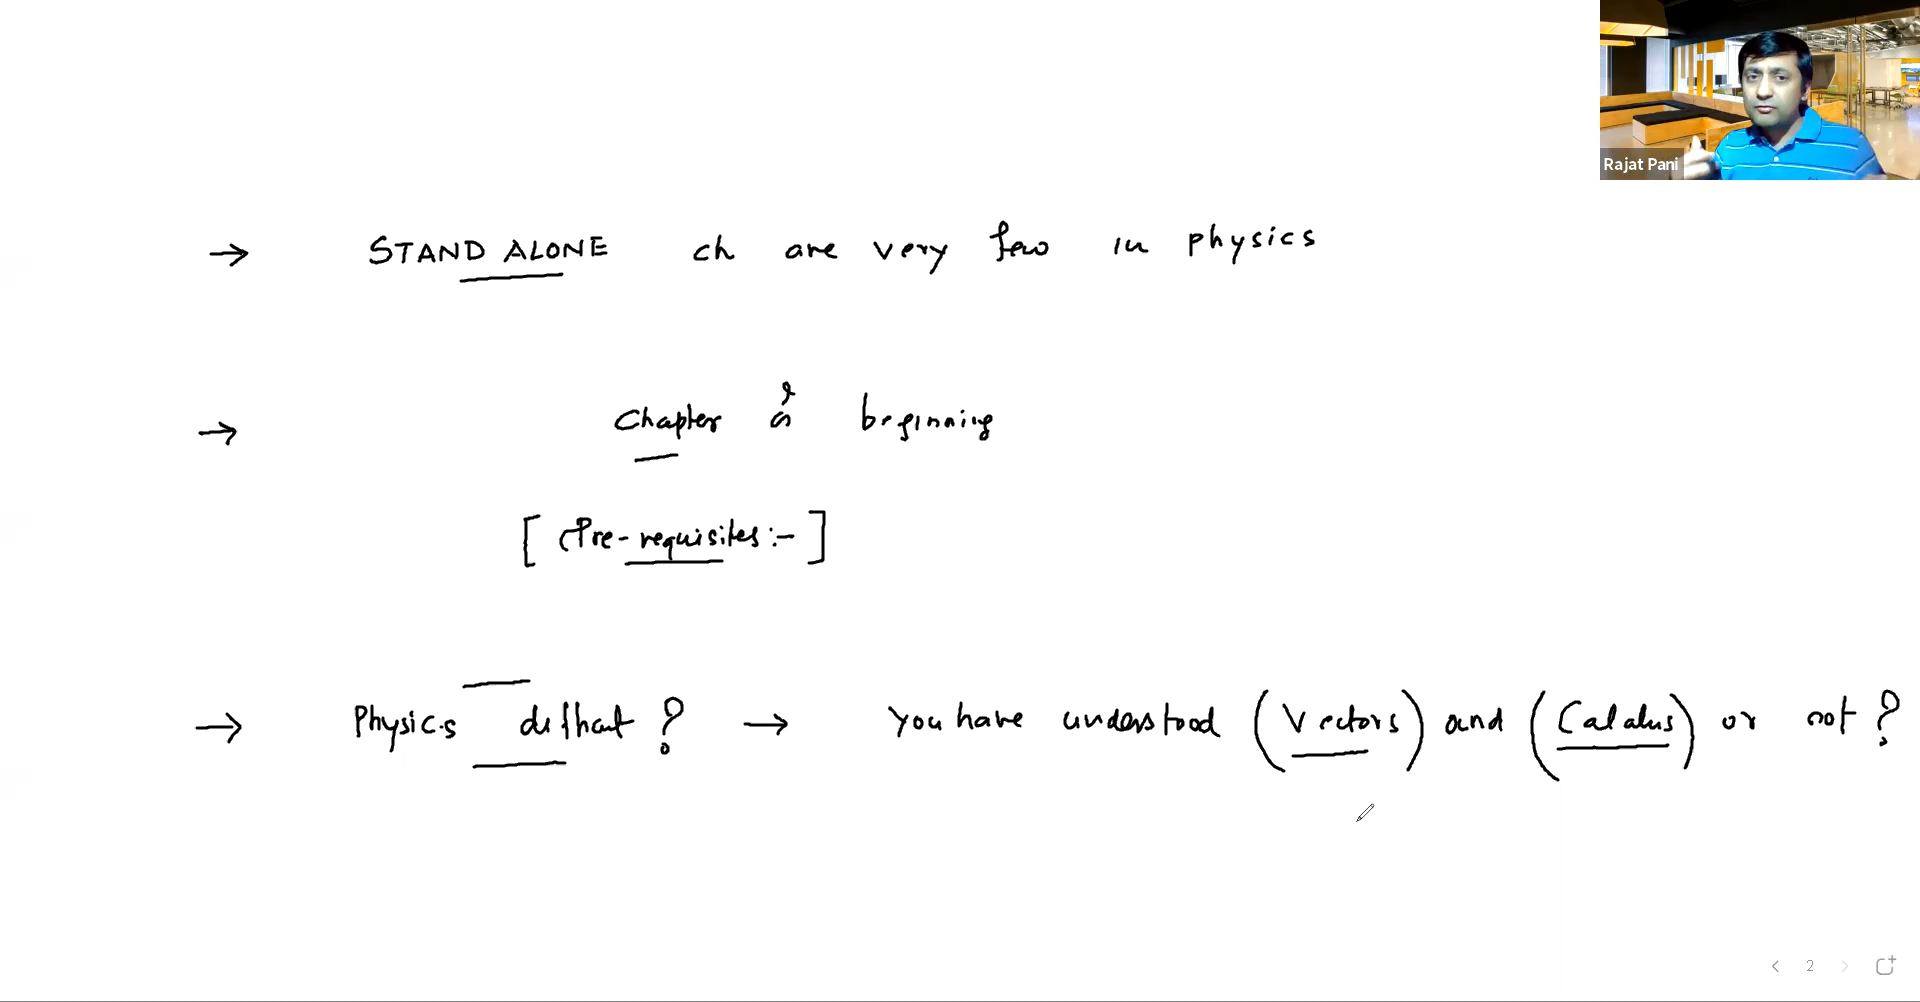 Rajat Pani
→ STAND ALONE ch are very few in physics
→ Chapter beginning
[ Pre-requisites :- ]
→ Physics ? → You have understood (Vectors) and (Calculus) or not ?
2